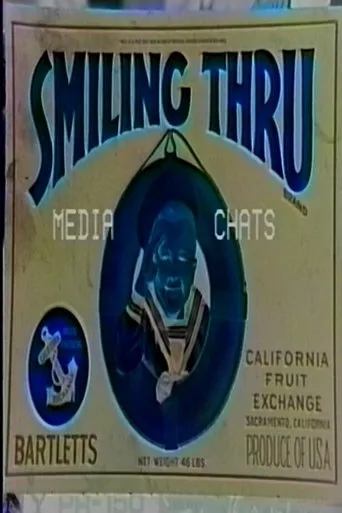 SMILING THRU
BRAND
MEDIA CHATS
CALIFORNIA
FRUIT
EXCHANGE
SACRAMENTO, CALIFORNIA
BARTLETTS
NET WEIGHT 46 LBS.
PRODUCE OF USA